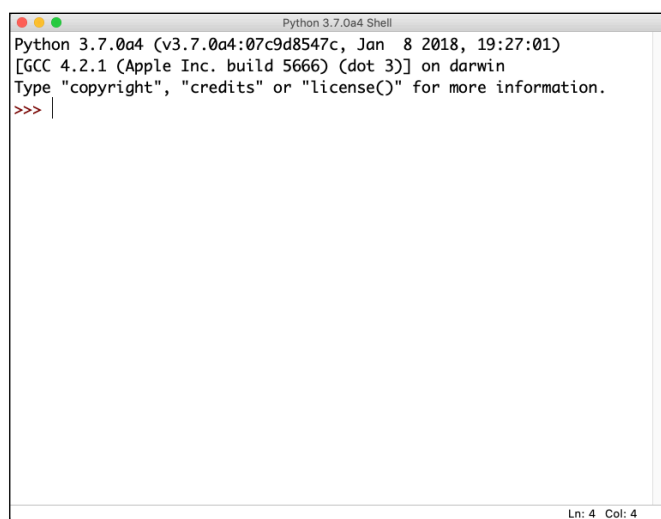 Python 3.7.0a4 Shell
Python 3.7.0a4 (v3.7.0a4:07c9d8547c, Jan  8 2018, 19:27:01)
[GCC 4.2.1 (Apple Inc. build 5666) (dot 3)] on darwin
Type "copyright", "credits" or "license()" for more information.
>>>
Ln: 4  Col: 4